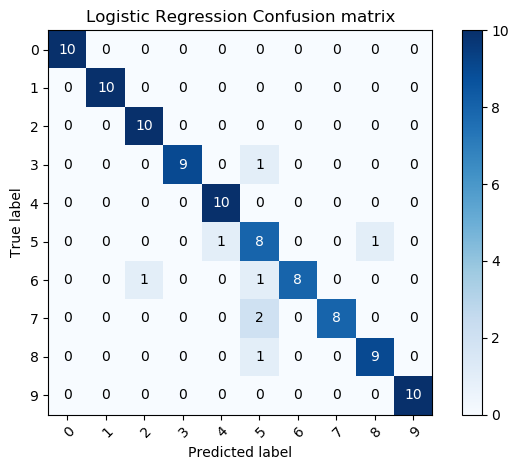 Logistic Regression Confusion matrix
0 10 0 0 0 0 0 0 0 0 0 10
1 0 10 0 0 0 0 0 0 0 0
2 0 0 10 0 0 0 0 0 0 0 8
3 0 0 0 9 0 1 0 0 0 0
4 0 0 0 0 10 0 0 0 0 0 6
True label
5 0 0 0 0 1 8 0 0 1 0
6 0 0 1 0 0 1 8 0 0 0 4
7 0 0 0 0 0 2 0 8 0 0
8 0 0 0 0 0 1 0 0 9 0 2
9 0 0 0 0 0 0 0 0 0 10
0
0 1 2 3 4 5 6 7 8 9
Predicted label